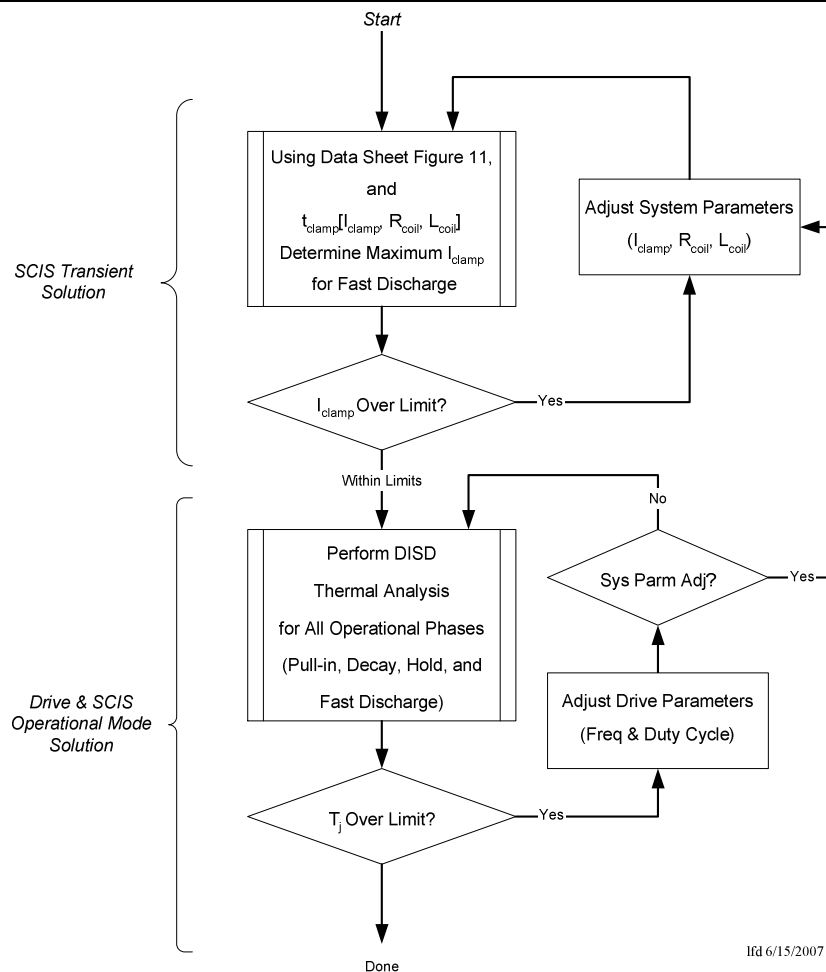 Start
Using Data Sheet Figure 11,
and
tclamp[Iclamp, Rcoil, Lcoil]
Determine Maximum Iclamp
for Fast Discharge
Adjust System Parameters
(Iclamp, Rcoil, Lcoil)
SCIS Transient
Solution
Iclamp Over Limit?
Yes
Within Limits
No
Perform DISD
Thermal Analysis
for All Operational Phases
(Pull-in, Decay, Hold, and
Fast Discharge)
Sys Parm Adj?
Yes
Drive & SCIS
Operational Mode
Solution
Adjust Drive Parameters
(Freq & Duty Cycle)
Tj Over Limit?
Yes
Done
lfd 6/15/2007